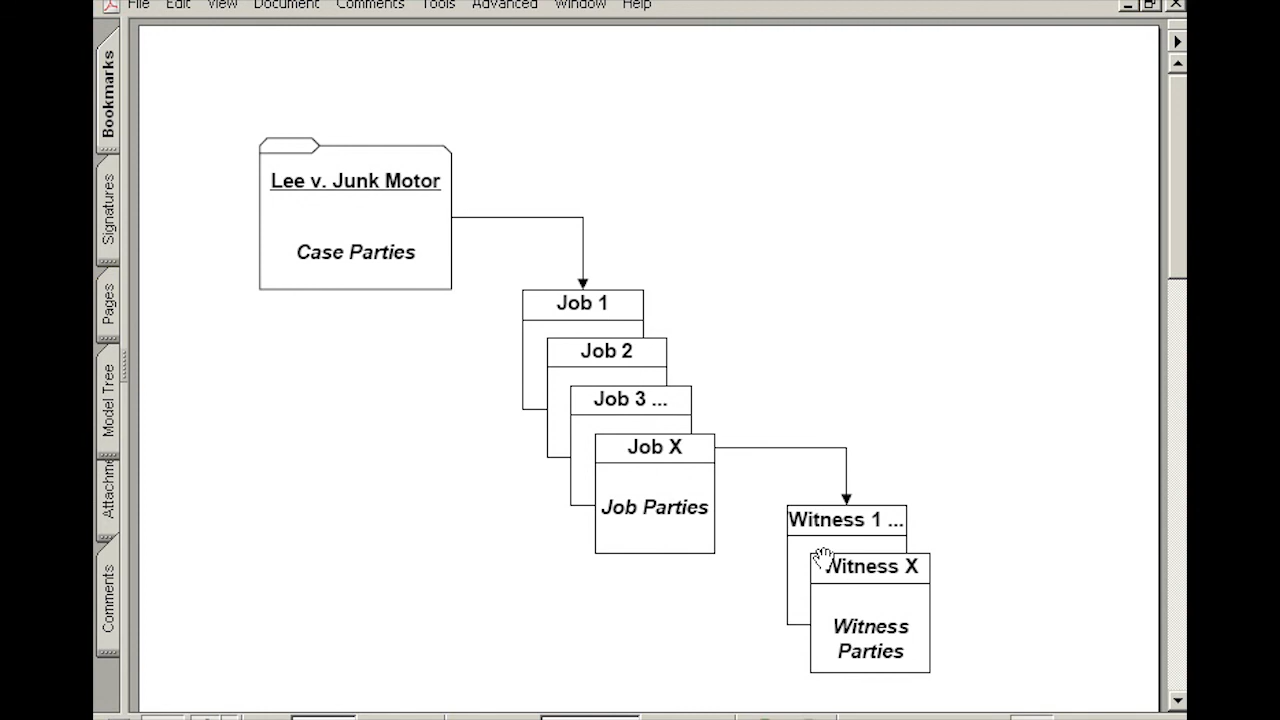 File Edit View Document Comments Tools Advanced Window Help
Bookmarks
Signatures
Pages
Model Tree
Attachme
Comments
Lee v. Junk Motor
Case Parties
Job 1
Job 2
Job 3 ...
Job X
Job Parties
Witness 1 ...
Witness X
Witness
Parties